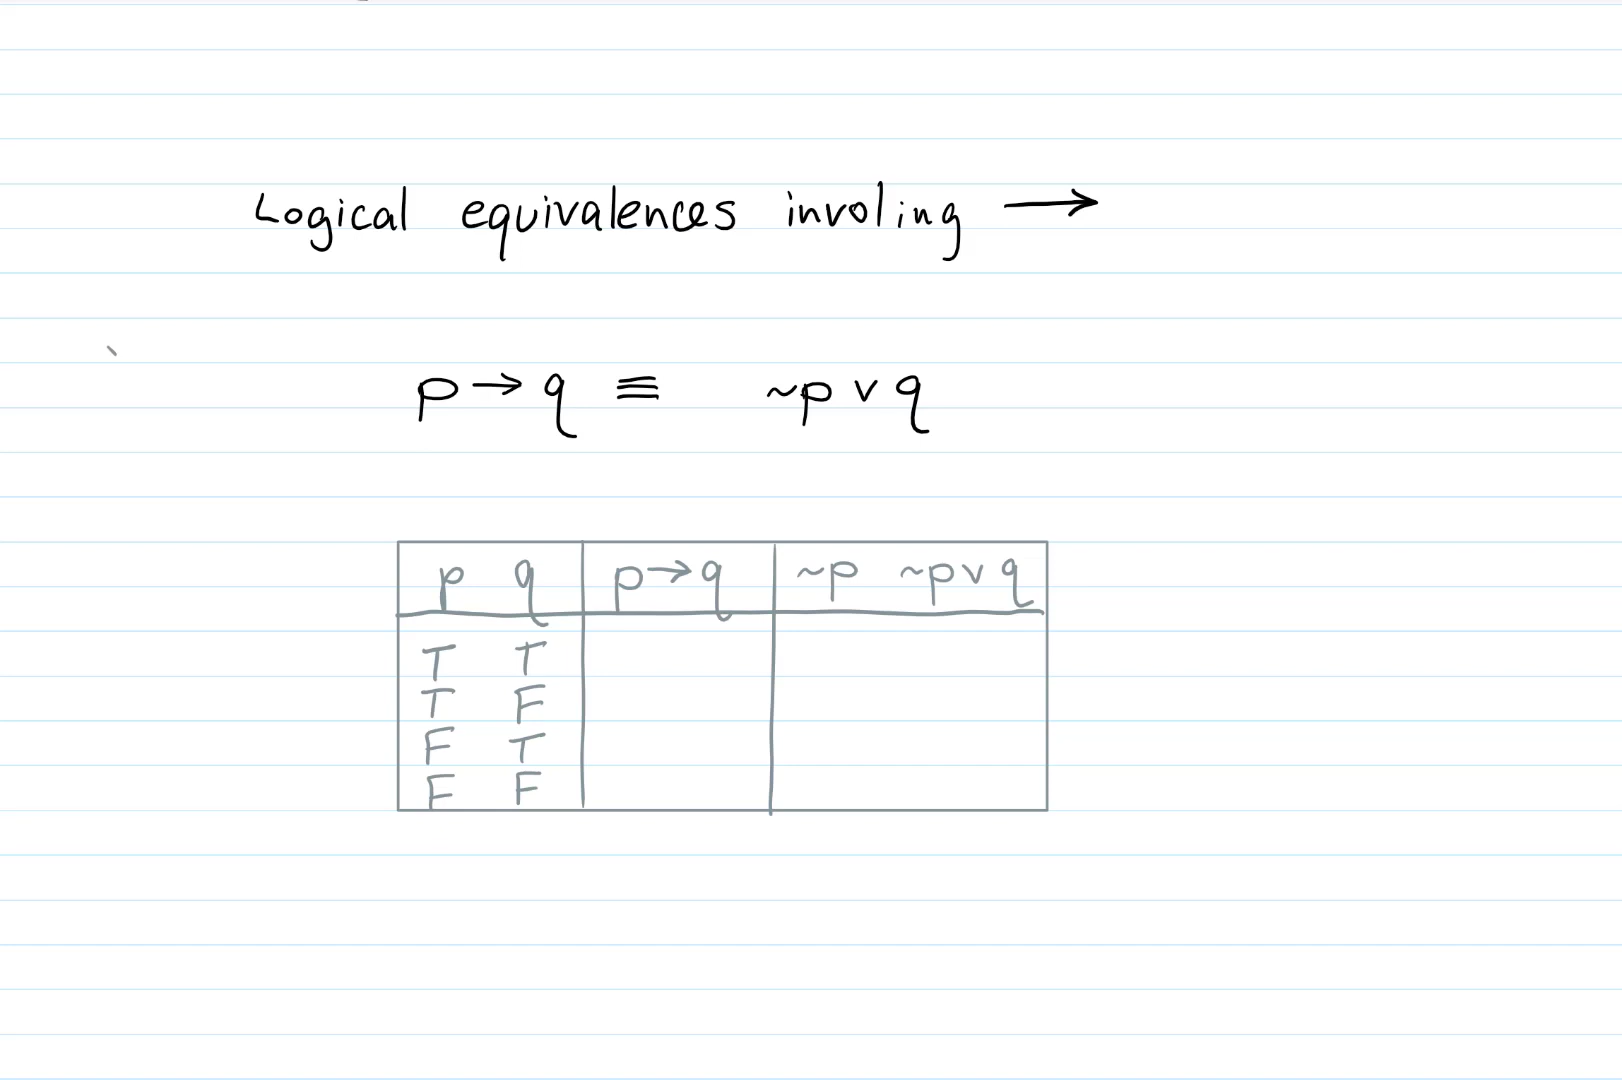 Logical equivalences involing →
p → q ≡ ~p ∨ q
p q p→q ~p ~p∨q
T T
T F
F T
F F